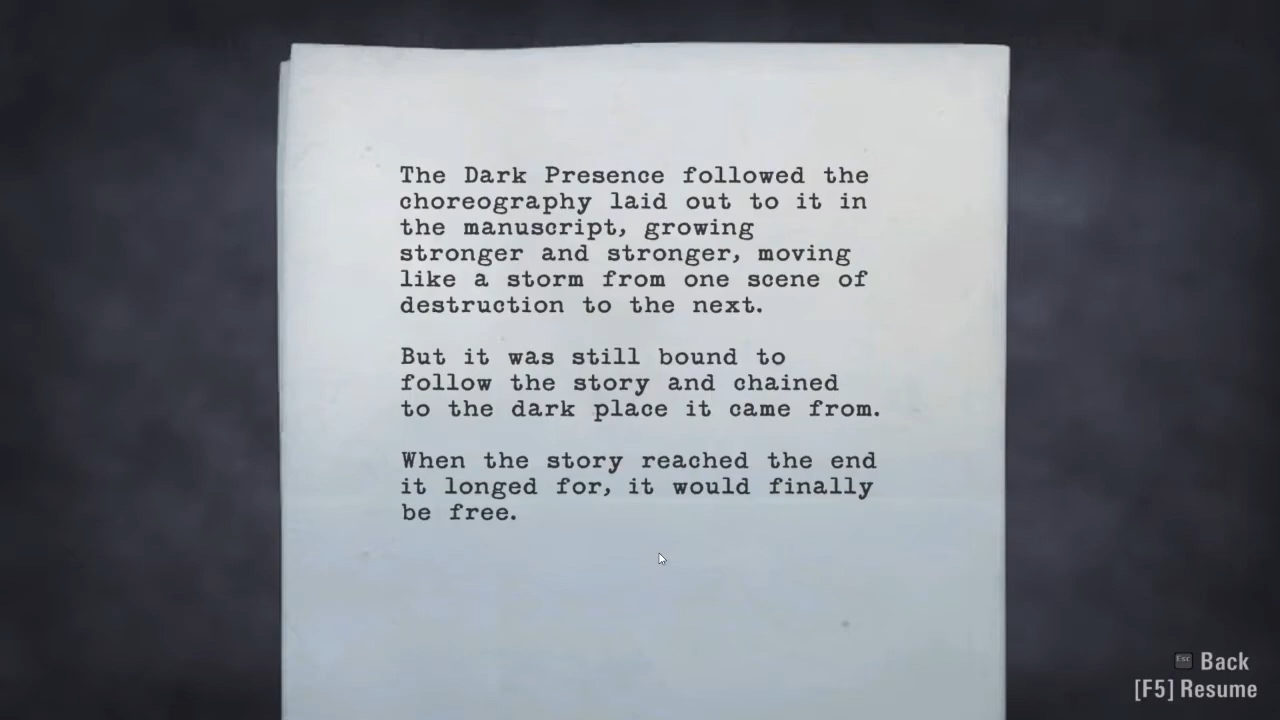 The Dark Presence followed the
choreography laid out to it in
the manuscript, growing
stronger and stronger, moving
like a storm from one scene of
destruction to the next.
But it was still bound to
follow the story and chained
to the dark place it came from.
When the story reached the end
it longed for, it would finally
be free.
Esc Back
[F5] Resume